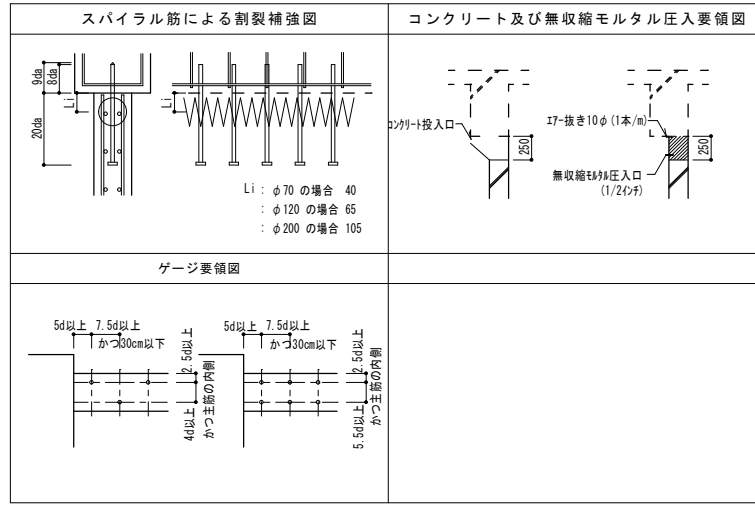 スパイラル筋による割裂補強図
9da
8da
Li
20da
Li
Li : φ70 の場合 40
: φ120 の場合 65
: φ200 の場合 105
コンクリート及び無収縮モルタル圧入要領図
コンクリート投入口
250
エアー抜き10φ(1本/m)
無収縮モルタル圧入口
(1/2インチ)
250
ゲージ要領図
5d以上 7.5d以上
かつ30cm以下
2.5d以上
かつ主筋の内側
4d以上
5d以上 7.5d以上
かつ30cm以下
2.5d以上
かつ主筋の内側
5.5d以上